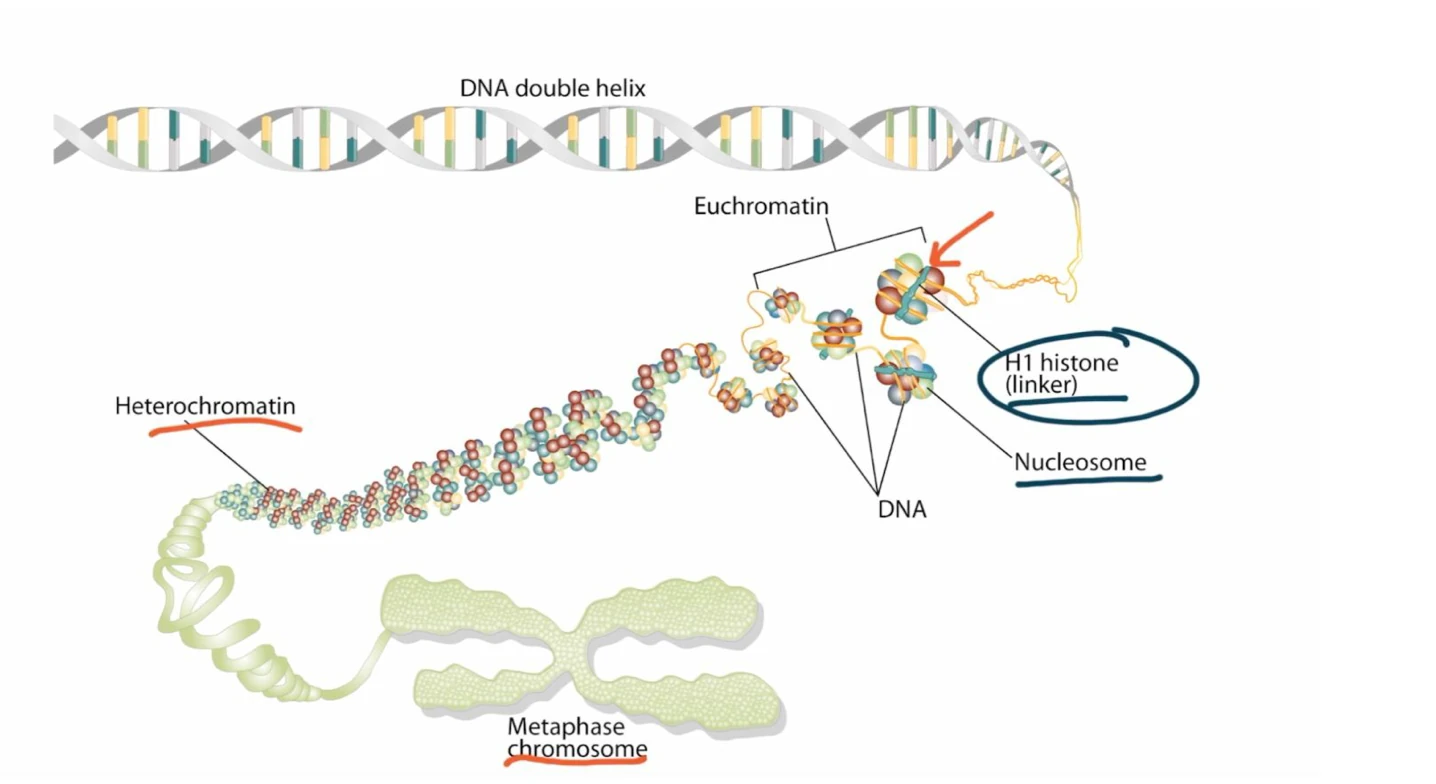 DNA double helix
Euchromatin
H1 histone
(linker)
Heterochromatin
Nucleosome
DNA
Metaphase
chromosome